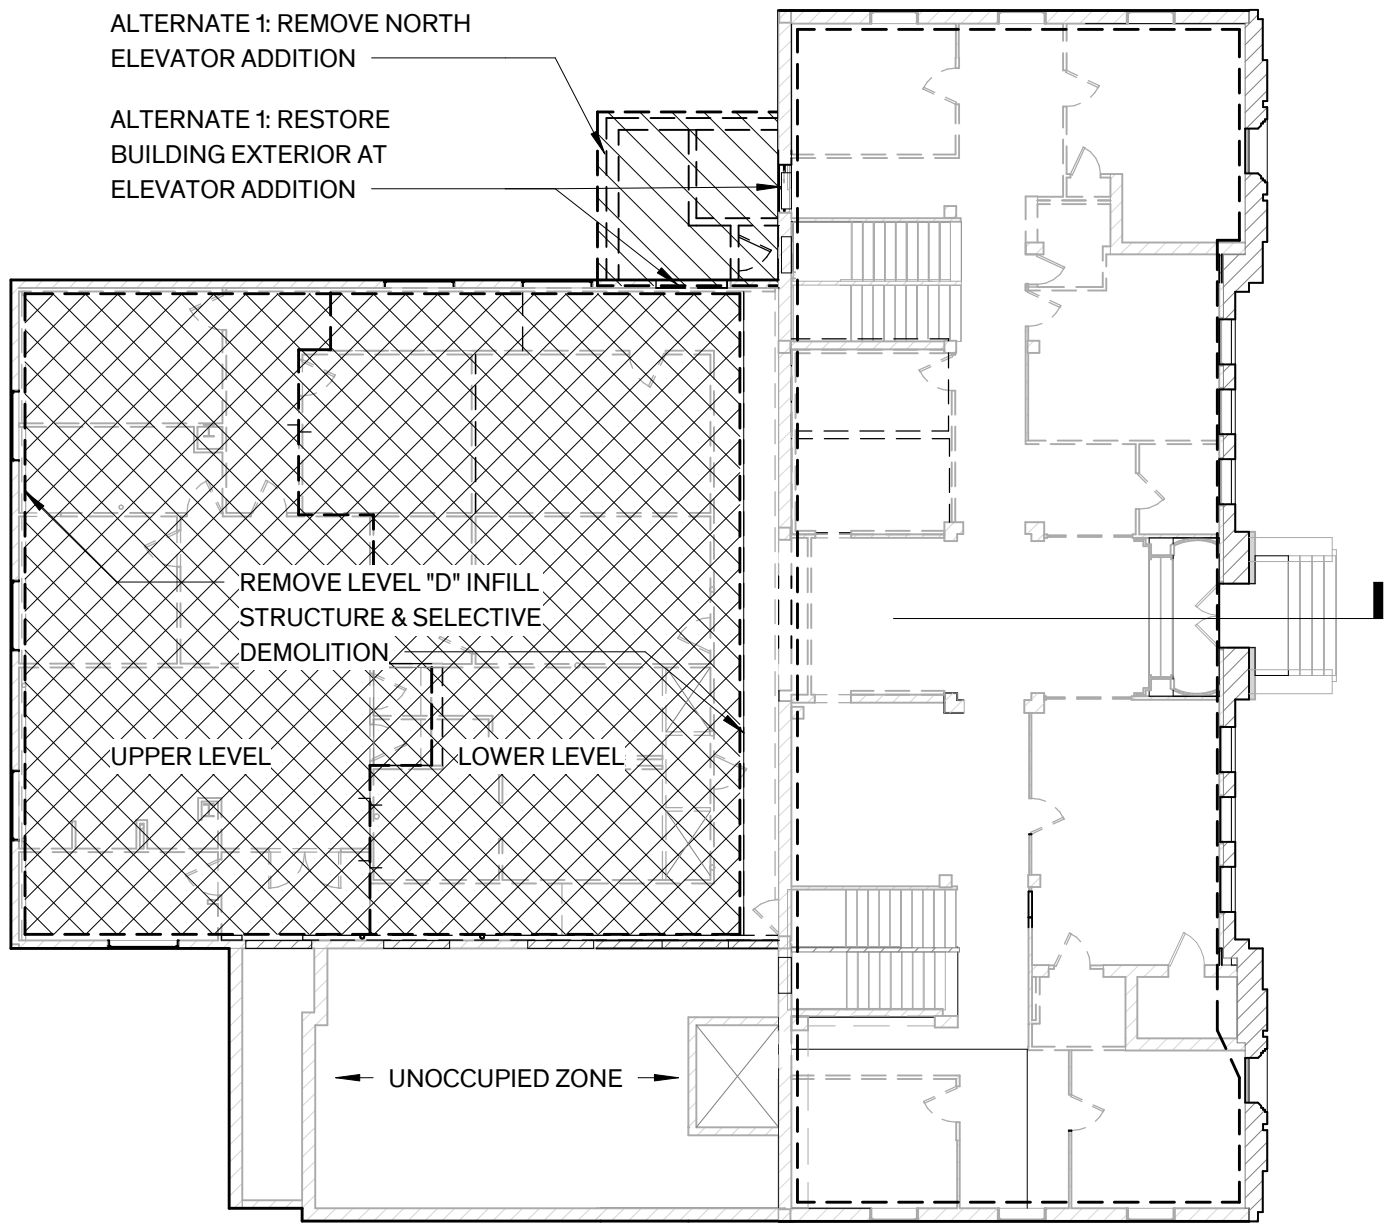 ALTERNATE 1: REMOVE NORTH
ELEVATOR ADDITION
ALTERNATE 1: RESTORE
BUILDING EXTERIOR AT
ELEVATOR ADDITION
REMOVE LEVEL "D" INFILL
STRUCTURE & SELECTIVE
DEMOLITION
UPPER LEVEL
LOWER LEVEL
UNOCCUPIED ZONE